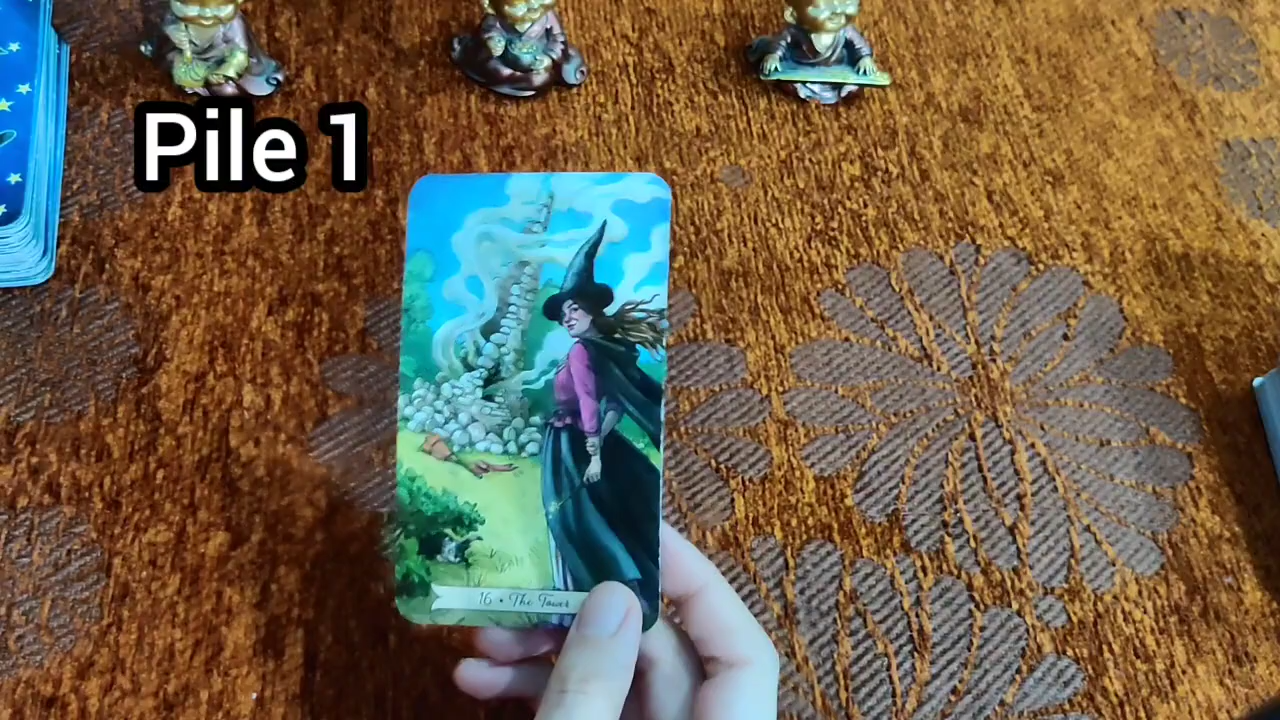 Pile 1
16 • The Tower